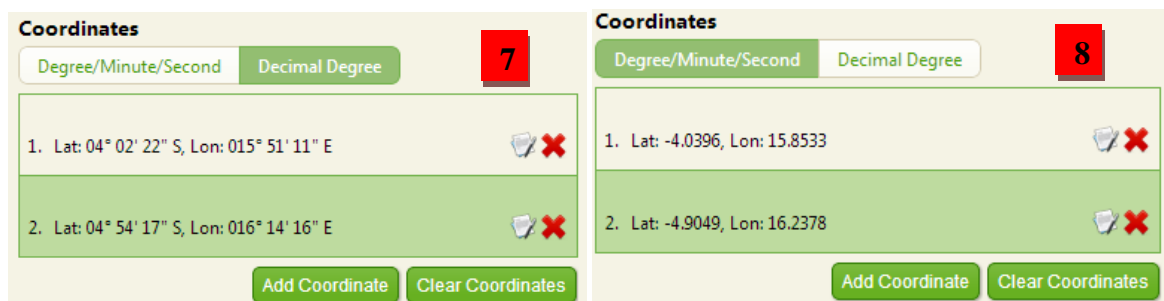 Coordinates
7
Degree/Minute/Second Decimal Degree
1. Lat: 04° 02' 22" S, Lon: 015° 51' 11" E
2. Lat: 04° 54' 17" S, Lon: 016° 14' 16" E
Add Coordinate Clear Coordinates
Coordinates
8
Degree/Minute/Second Decimal Degree
1. Lat: -4.0396, Lon: 15.8533
2. Lat: -4.9049, Lon: 16.2378
Add Coordinate Clear Coordinates